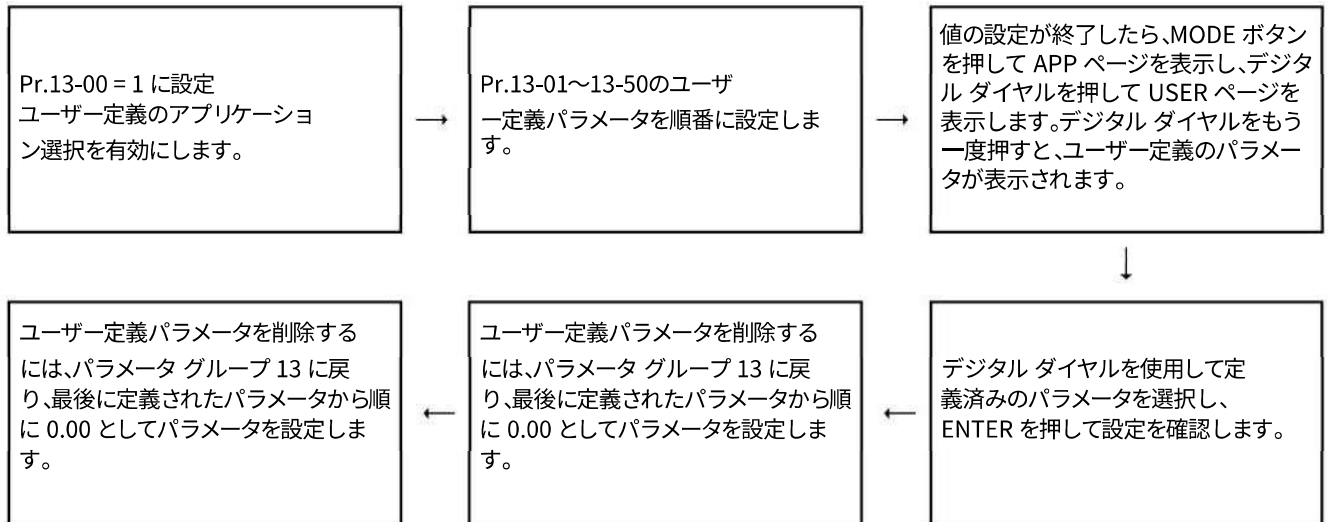 Pr.13-00 = 1 に設定
ユーザー定義のアプリケーショ
ン選択を有効にします。
→
Pr.13-01～13-50のユーザ
ー定義パラメータを順番に設定しま
す。
→
値の設定が終了したら、MODE ボタン
を押して APP ページを表示し、デジタ
ル ダイヤルを押して USER ページを
表示します。デジタル ダイヤルをもう
一度押すと、ユーザー定義のパラメー
タが表示されます。
↓
デジタル ダイヤルを使用して定
義済みのパラメータを選択し、
ENTER を押して設定を確認します。
←
ユーザー定義パラメータを削除する
には、パラメータ グループ 13 に戻
り、最後に定義されたパラメータから順
に 0.00 としてパラメータを設定しま
す。
←
ユーザー定義パラメータを削除する
には、パラメータ グループ 13 に戻
り、最後に定義されたパラメータから順
に 0.00 としてパラメータを設定しま
す。